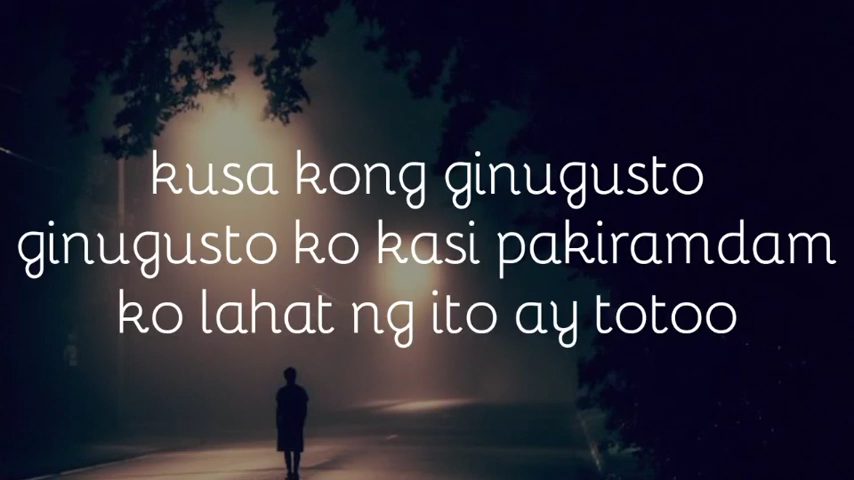 kusa kong ginugusto
ginugusto ko kasi pakiramdam
ko lahat ng ito ay totoo